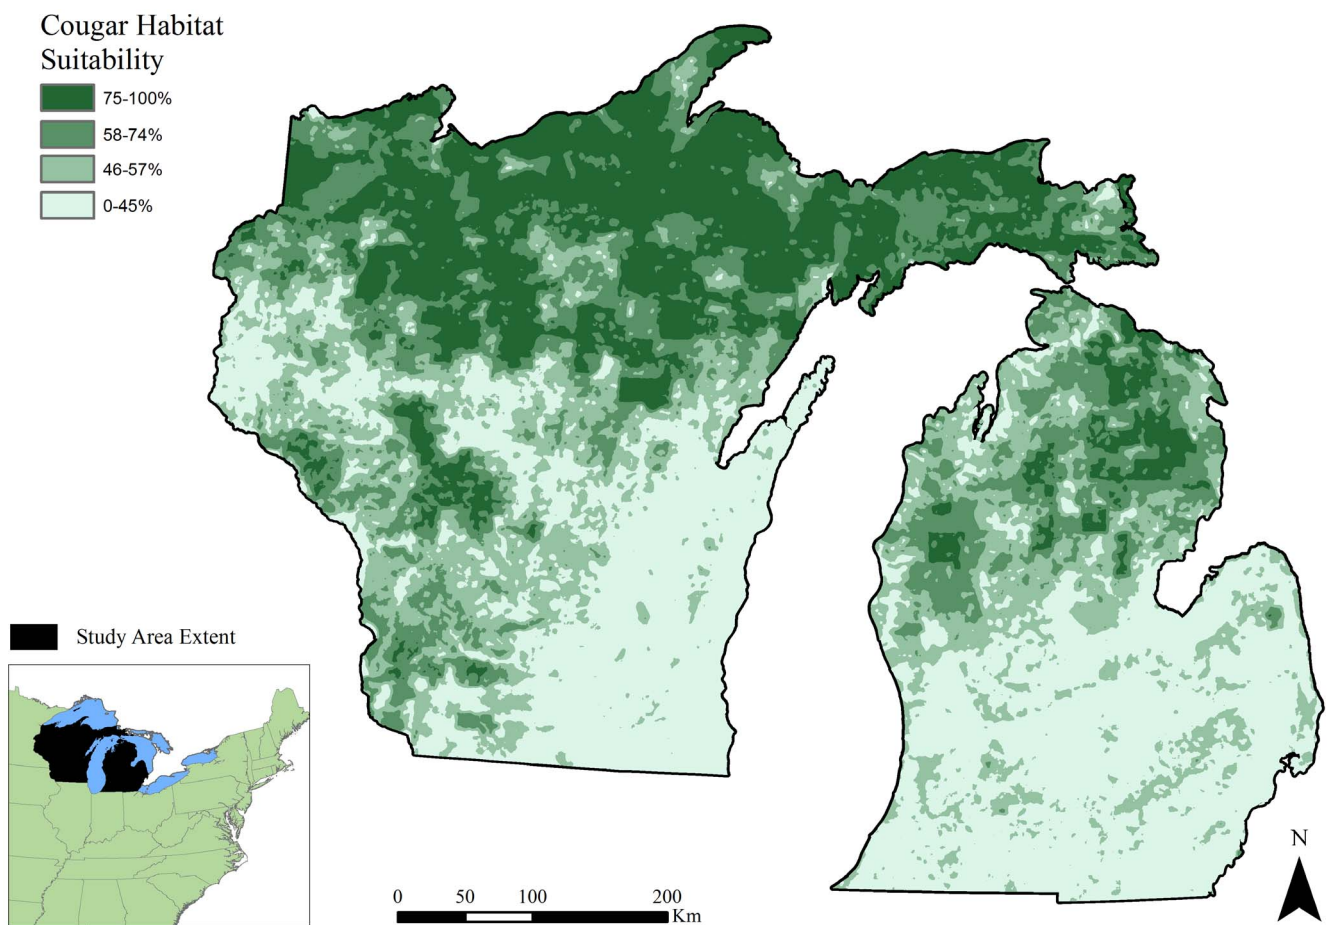 Cougar Habitat
Suitability
75-100%
58-74%
46-57%
0-45%
Study Area Extent
0 50 100 200
Km
N